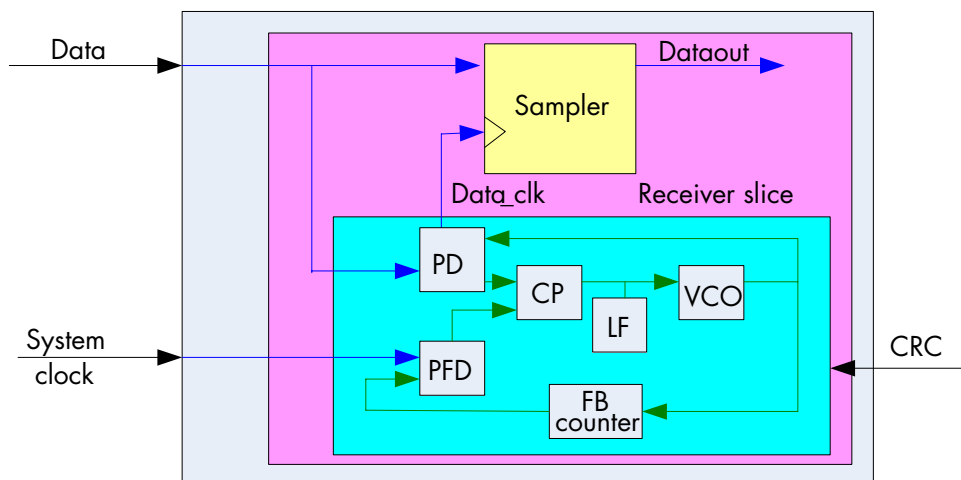 Data
Dataout
Sampler
Data_clk
Receiver slice
PD
CP
VCO
LF
System
clock
PFD
CRC
FB
counter